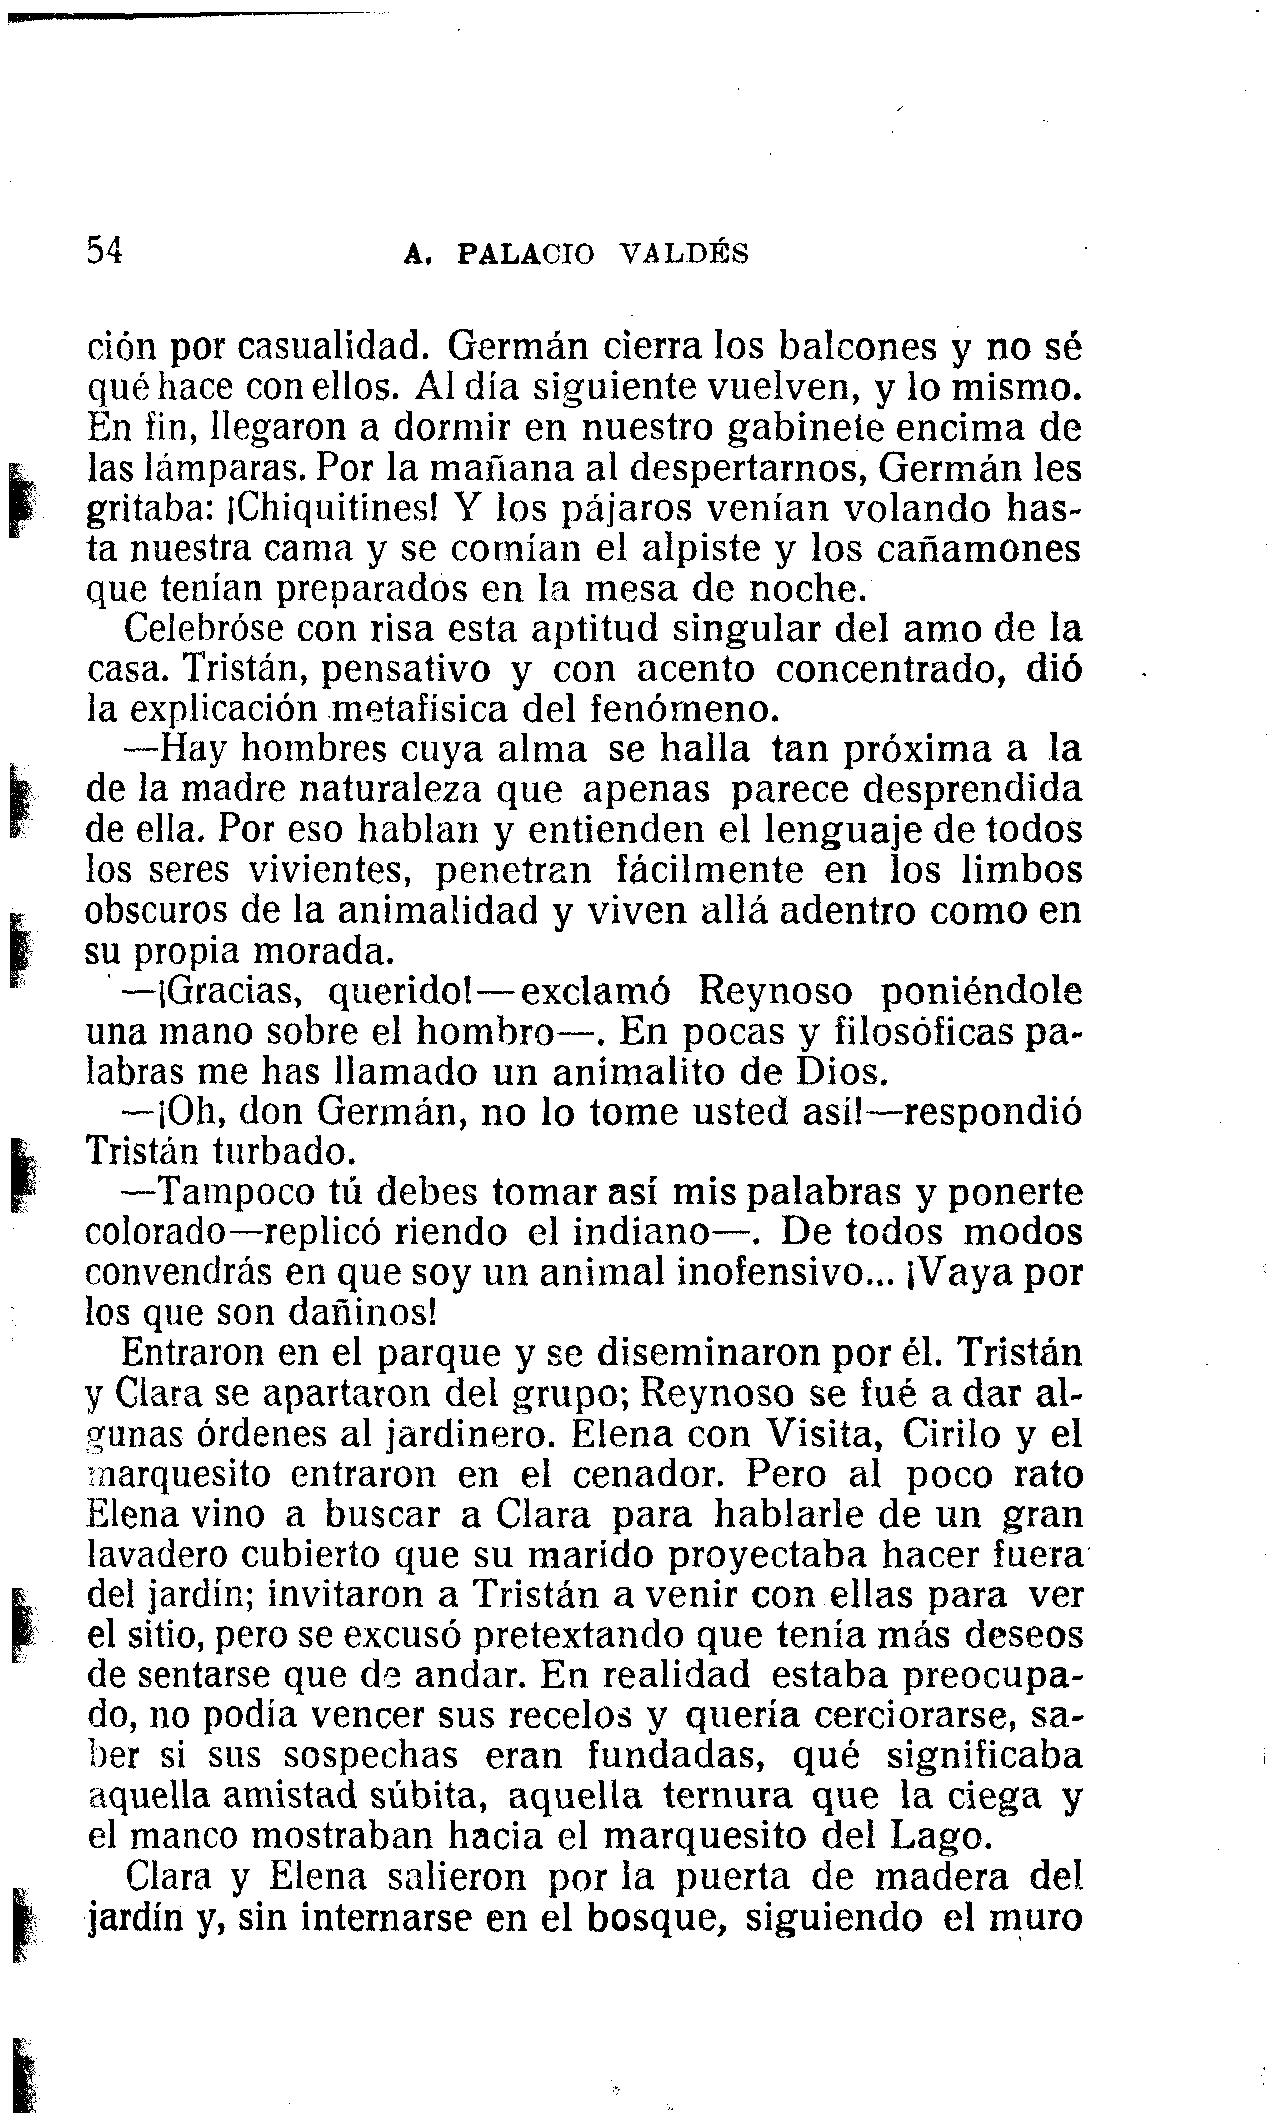 54 A. PALACIO VALDÉS
ción por casualidad. Germán cierra los balcones y no sé
qué hace con ellos. Al día siguiente vuelven, y lo mismo.
En fin, llegaron a dormir en nuestro gabinete encima de
las lámparas. Por la mañana al despertarnos, Germán les
gritaba: ¡Chiquitines! Y los pájaros venían volando has-
ta nuestra cama y se comían el alpiste y los cañamones
que tenían preparados en la mesa de noche.
Celebróse con risa esta aptitud singular del amo de la
casa. Tristán, pensativo y con acento concentrado, dió
la explicación metafísica del fenómeno.
—Hay hombres cuya alma se halla tan próxima a la
de la madre naturaleza que apenas parece desprendida
de ella. Por eso hablan y entienden el lenguaje de todos
los seres vivientes, penetran fácilmente en los limbos
obscuros de la animalidad y viven allá adentro como en
su propia morada.
—¡Gracias, querido!—exclamó Reynoso poniéndole
una mano sobre el hombro—. En pocas y filosóficas pa-
labras me has llamado un animalito de Dios.
—¡Oh, don Germán, no lo tome usted así!—respondió
Tristán turbado.
—Tampoco tú debes tomar así mis palabras y ponerte
colorado—replicó riendo el indiano—. De todos modos
convendrás en que soy un animal inofensivo... ¡Vaya por
los que son dañinos!
Entraron en el parque y se diseminaron por él. Tristán
y Clara se apartaron del grupo; Reynoso se fué a dar al-
gunas órdenes al jardinero. Elena con Visita, Cirilo y el
marquesito entraron en el cenador. Pero al poco rato
Elena vino a buscar a Clara para hablarle de un gran
lavadero cubierto que su marido proyectaba hacer fuera
del jardín; invitaron a Tristán a venir con ellas para ver
el sitio, pero se excusó pretextando que tenía más deseos
de sentarse que de andar. En realidad estaba preocupa-
do, no podía vencer sus recelos y quería cerciorarse, sa-
ber si sus sospechas eran fundadas, qué significaba
aquella amistad súbita, aquella ternura que la ciega y
el manco mostraban hacia el marquesito del Lago.
Clara y Elena salieron por la puerta de madera del
jardín y, sin internarse en el bosque, siguiendo el muro